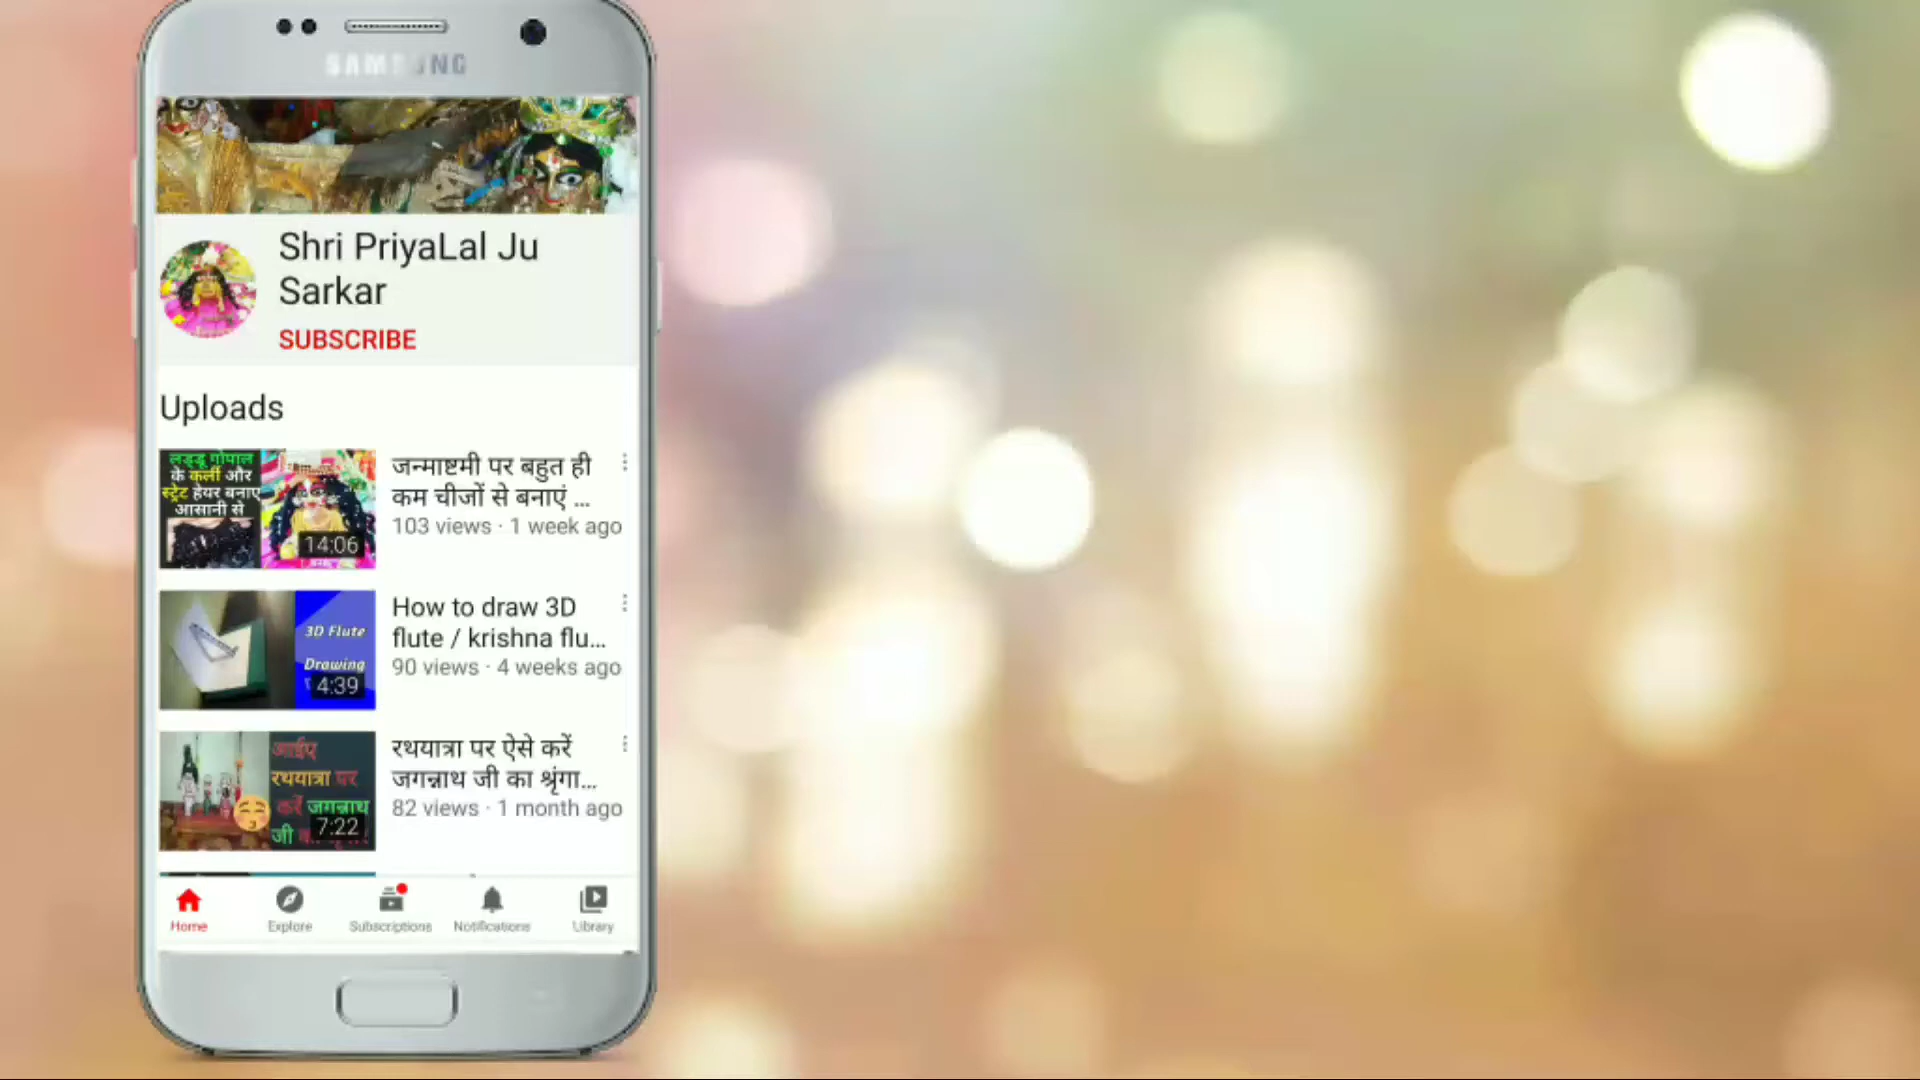 SAMSUNG
Shri PriyaLal Ju
Sarkar
SUBSCRIBE
Uploads
लड्डू गोपाल
के कर्ली और
स्ट्रेट हेयर बनाए
आसानी से
14:06
जन्माष्टमी पर बहुत ही
कम चीजों से बनाएं ...
103 views · 1 week ago
3D Flute
Drawing
4:39
How to draw 3D
flute / krishna flu...
90 views · 4 weeks ago
आईए
रथयात्रा पर
करें जगन्नाथ
जी
7:22
रथयात्रा पर ऐसे करें
जगन्नाथ जी का श्रृंगा...
82 views · 1 month ago
Home
Explore
Subscriptions
Notifications
Library